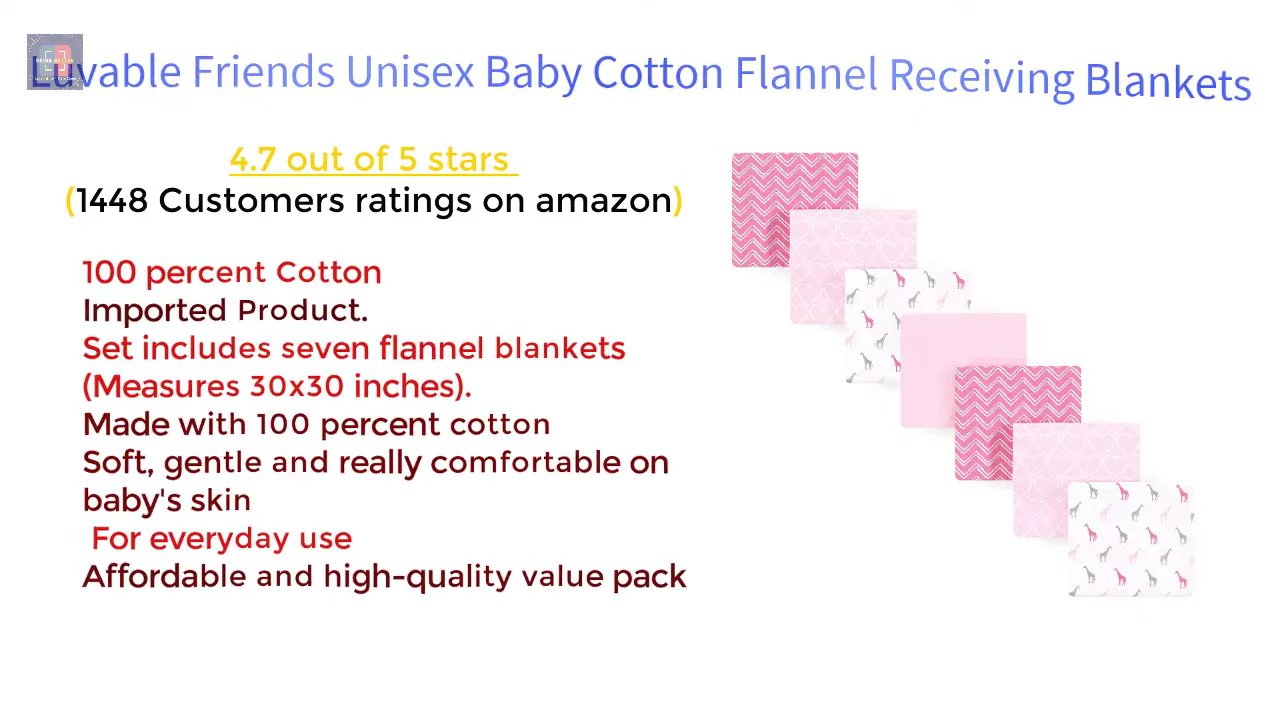 Luvable Friends Unisex Baby Cotton Flannel Receiving Blankets
4.7 out of 5 stars
(1448 Customers ratings on amazon)
100 percent Cotton
Imported Product.
Set includes seven flannel blankets
(Measures 30x30 inches).
Made with 100 percent cotton
Soft, gentle and really comfortable on
baby's skin
For everyday use
Affordable and high-quality value pack